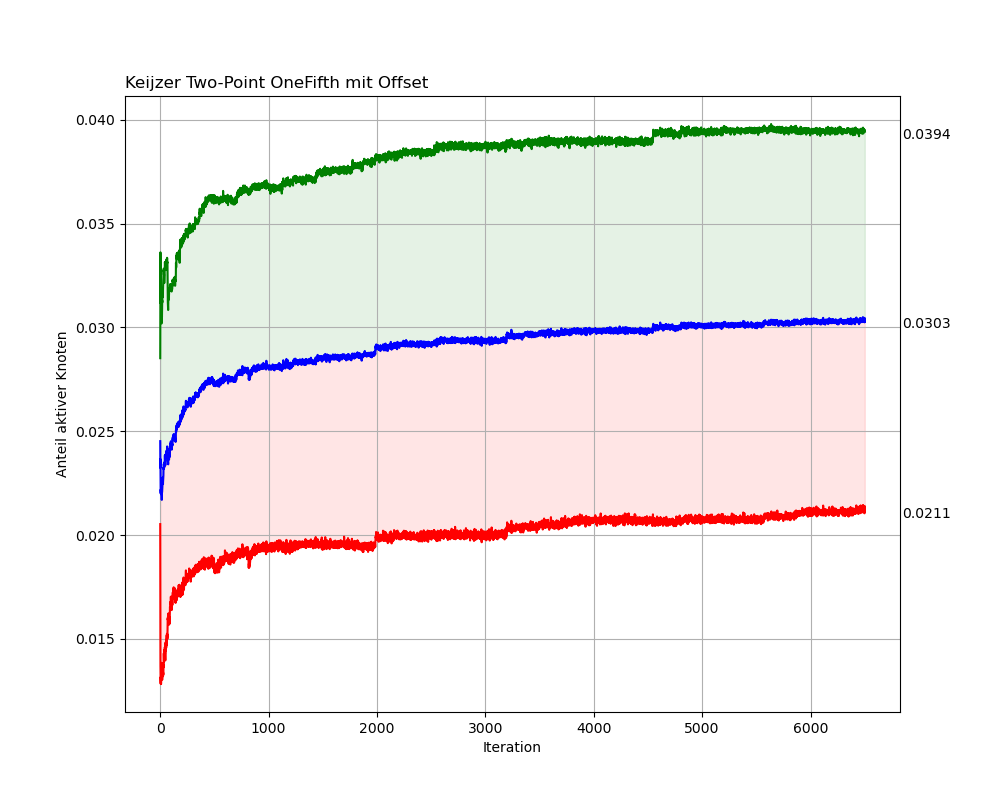 Keijzer Two-Point OneFifth mit Offset
0.040
0.035
0.030
0.025
0.020
0.015
Anteil aktiver Knoten
0.0394
0.0303
0.0211
0 1000 2000 3000 4000 5000 6000
Iteration